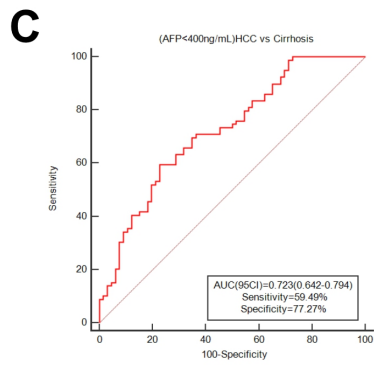 C
(AFP<400ng/mL)HCC vs Cirrhosis
100
80
60
40
20
0
Sensitivity
AUC(95CI)=0.723(0.642-0.794)
Sensitivity=59.49%
Specificity=77.27%
0 20 40 60 80 100
100-Specificity